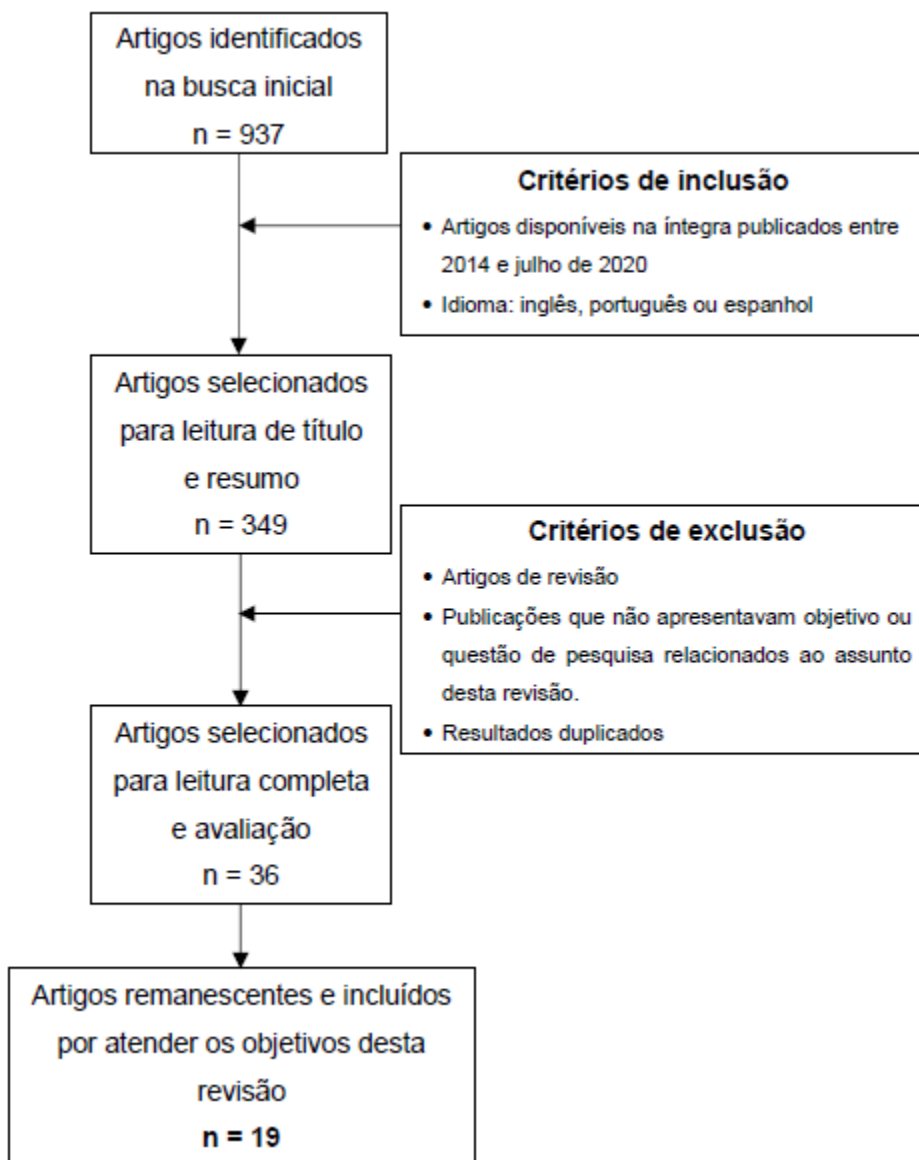 Artigos identificados
na busca inicial
n = 937
Critérios de inclusão
• Artigos disponíveis na íntegra publicados entre
2014 e julho de 2020
• Idioma: inglês, português ou espanhol
Artigos selecionados
para leitura de título
e resumo
n = 349
Critérios de exclusão
• Artigos de revisão
• Publicações que não apresentavam objetivo ou
questão de pesquisa relacionados ao assunto
desta revisão.
• Resultados duplicados
Artigos selecionados
para leitura completa
e avaliação
n = 36
Artigos remanescentes e incluídos
por atender os objetivos desta
revisão
n = 19